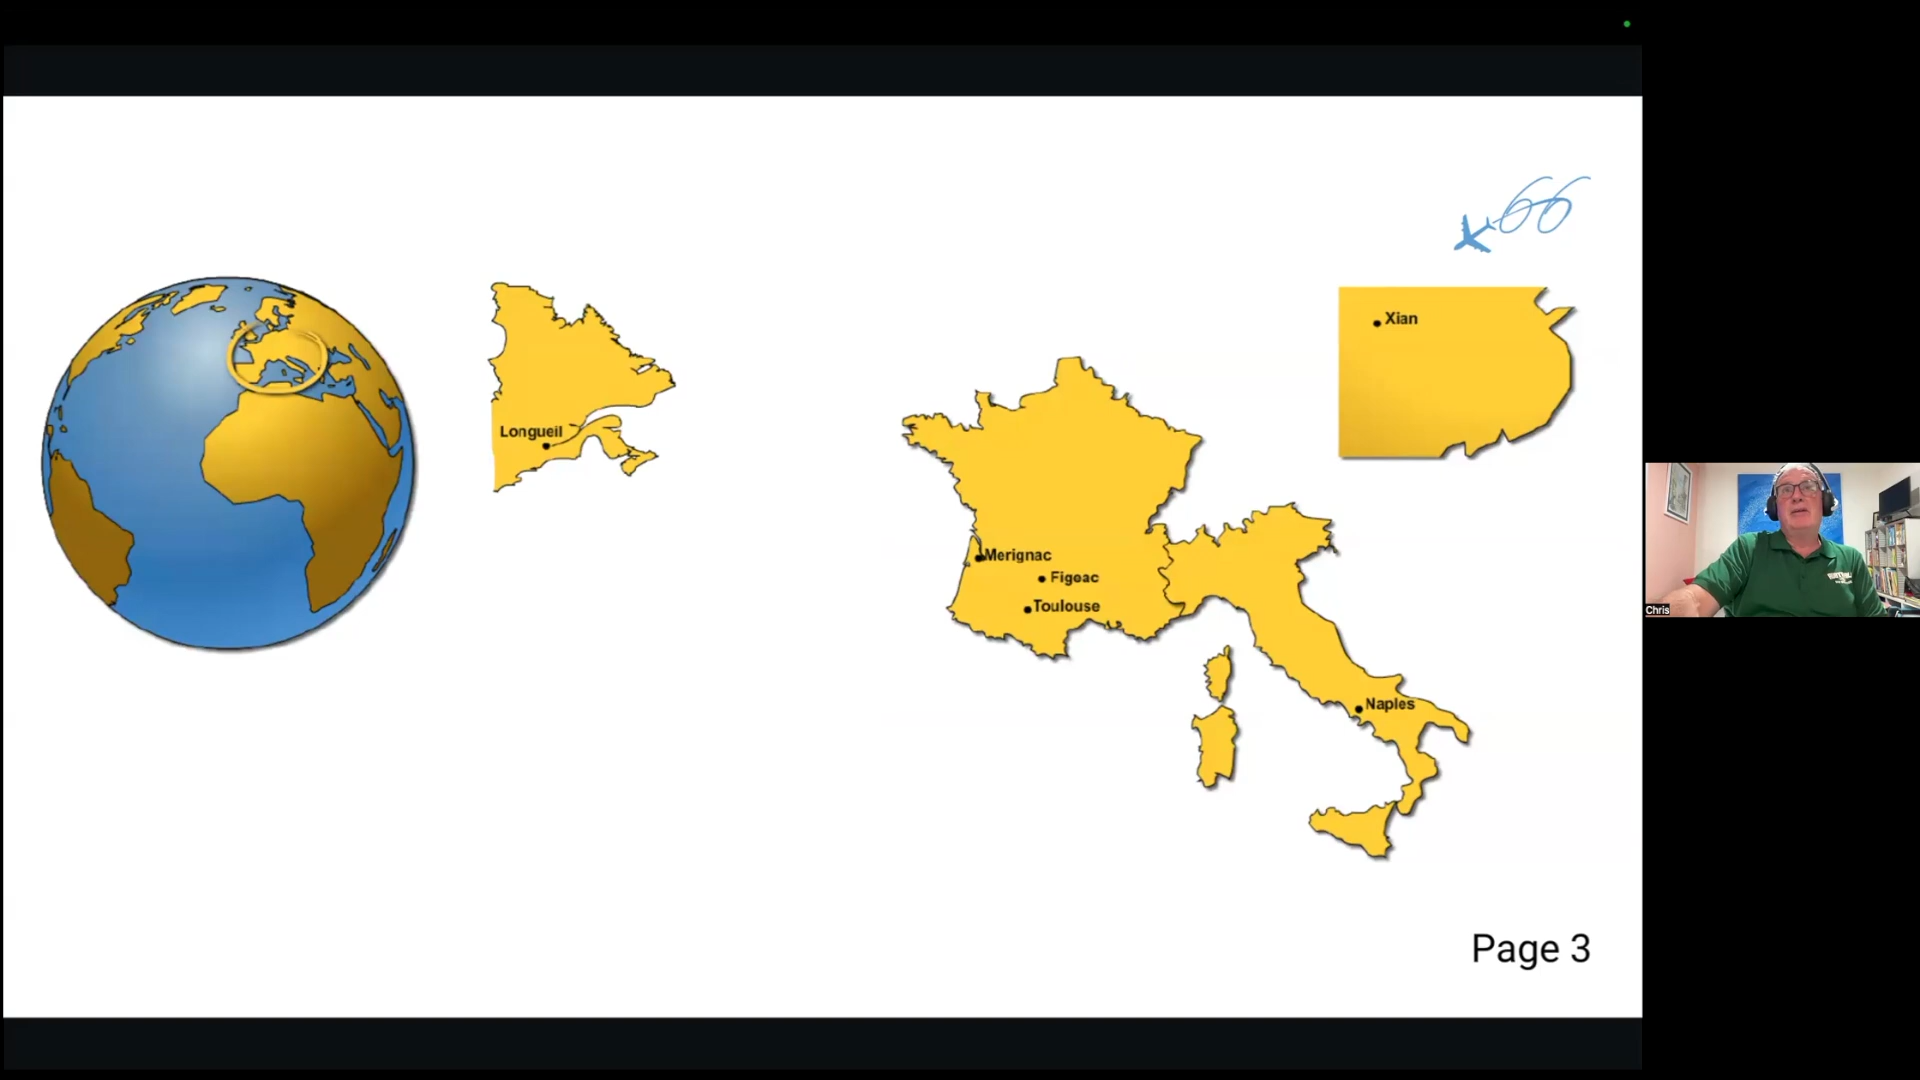 66
Xian
Longueil
Merignac
Figeac
Toulouse
Naples
Page 3
Chris